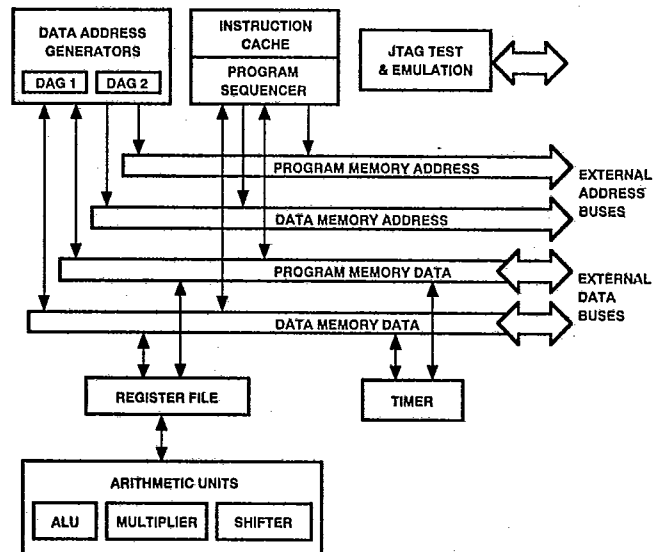 DATA ADDRESS
GENERATORS
DAG 1
DAG 2
INSTRUCTION
CACHE
PROGRAM
SEQUENCER
JTAG TEST
& EMULATION
PROGRAM MEMORY ADDRESS
DATA MEMORY ADDRESS
EXTERNAL
ADDRESS
BUSES
PROGRAM MEMORY DATA
DATA MEMORY DATA
EXTERNAL
DATA
BUSES
REGISTER FILE
TIMER
ARITHMETIC UNITS
ALU
MULTIPLIER
SHIFTER